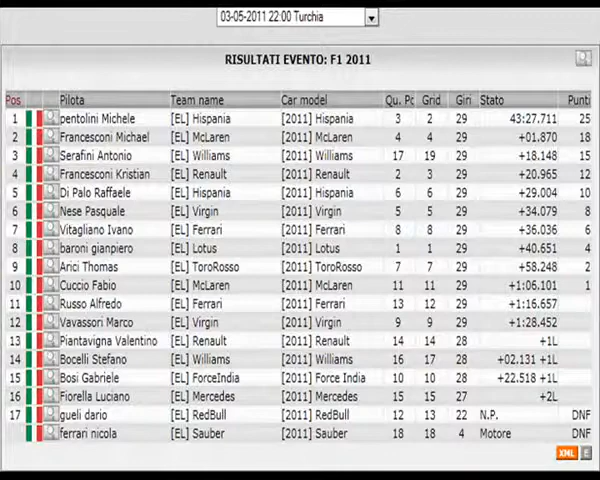 03-05-2011 22:00 Turchia
RISULTATI EVENTO: F1 2011
Pos Pilota Team name Car model Qu. Pc Grid Giri Stato Punti
1 pentolini Michele [EL] Hispania [2011] Hispania 3 2 29 43:27.711 25
2 Francesconi Michael [EL] McLaren [2011] McLaren 4 4 29 +01.870 18
3 Serafini Antonio [EL] Williams [2011] Williams 17 19 29 +18.148 15
4 Francesconi Kristian [EL] Renault [2011] Renault 2 3 29 +20.965 12
5 Di Palo Raffaele [EL] Hispania [2011] Hispania 6 6 29 +29.004 10
6 Nese Pasquale [EL] Virgin [2011] Virgin 5 5 29 +34.079 8
7 Vitagliano Ivano [EL] Ferrari [2011] Ferrari 8 8 29 +36.036 6
8 baroni gianpiero [EL] Lotus [2011] Lotus 1 1 29 +40.651 4
9 Arici Thomas [EL] ToroRosso [2011] ToroRosso 7 7 29 +58.248 2
10 Cuccio Fabio [EL] McLaren [2011] McLaren 11 11 29 +1:06.101 1
11 Russo Alfredo [EL] Ferrari [2011] Ferrari 13 12 29 +1:16.657
12 Vavassori Marco [EL] Virgin [2011] Virgin 9 9 29 +1:28.452
13 Piantavigna Valentino [EL] Renault [2011] Renault 14 14 28 +1L
14 Bocelli Stefano [EL] Williams [2011] Williams 16 17 28 +02.131 +1L
15 Bosi Gabriele [EL] ForceIndia [2011] Force India 10 10 28 +22.518 +1L
16 Fiorella Luciano [EL] Mercedes [2011] Mercedes 15 15 27 +2L
17 gueli dario [EL] RedBull [2011] RedBull 12 13 22 N.P. DNF
ferrari nicola [EL] Sauber [2011] Sauber 18 18 4 Motore DNF
XML E